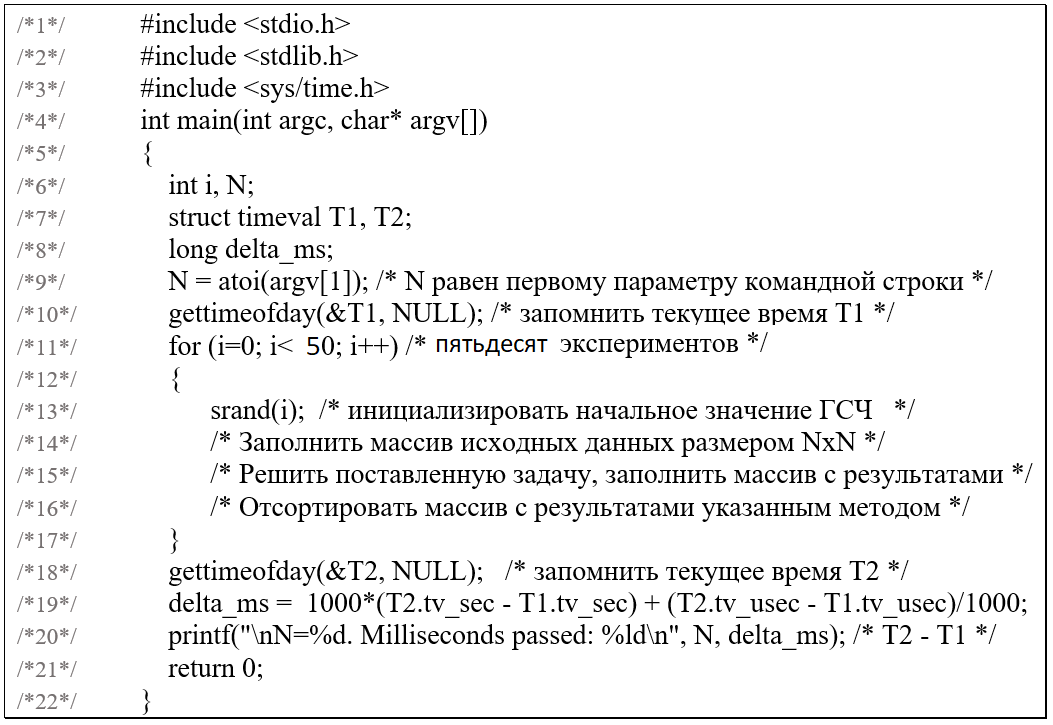 /*1*/ #include <stdio.h>
/*2*/ #include <stdlib.h>
/*3*/ #include <sys/time.h>
/*4*/ int main(int argc, char* argv[])
/*5*/ {
/*6*/ int i, N;
/*7*/ struct timeval T1, T2;
/*8*/ long delta_ms;
/*9*/ N = atoi(argv[1]); /* N равен первому параметру командной строки */
/*10*/ gettimeofday(&T1, NULL); /* запомнить текущее время T1 */
/*11*/ for (i=0; i< 50; i++) /* пятьдесят экспериментов */
/*12*/ {
/*13*/ srand(i); /* инициализировать начальное значение ГСЧ */
/*14*/ /* Заполнить массив исходных данных размером NxN */
/*15*/ /* Решить поставленную задачу, заполнить массив с результатами */
/*16*/ /* Отсортировать массив с результатами указанным методом */
/*17*/ }
/*18*/ gettimeofday(&T2, NULL); /* запомнить текущее время T2 */
/*19*/ delta_ms = 1000*(T2.tv_sec - T1.tv_sec) + (T2.tv_usec - T1.tv_usec)/1000;
/*20*/ printf("\nN=%d. Milliseconds passed: %ld\n", N, delta_ms); /* T2 - T1 */
/*21*/ return 0;
/*22*/ }